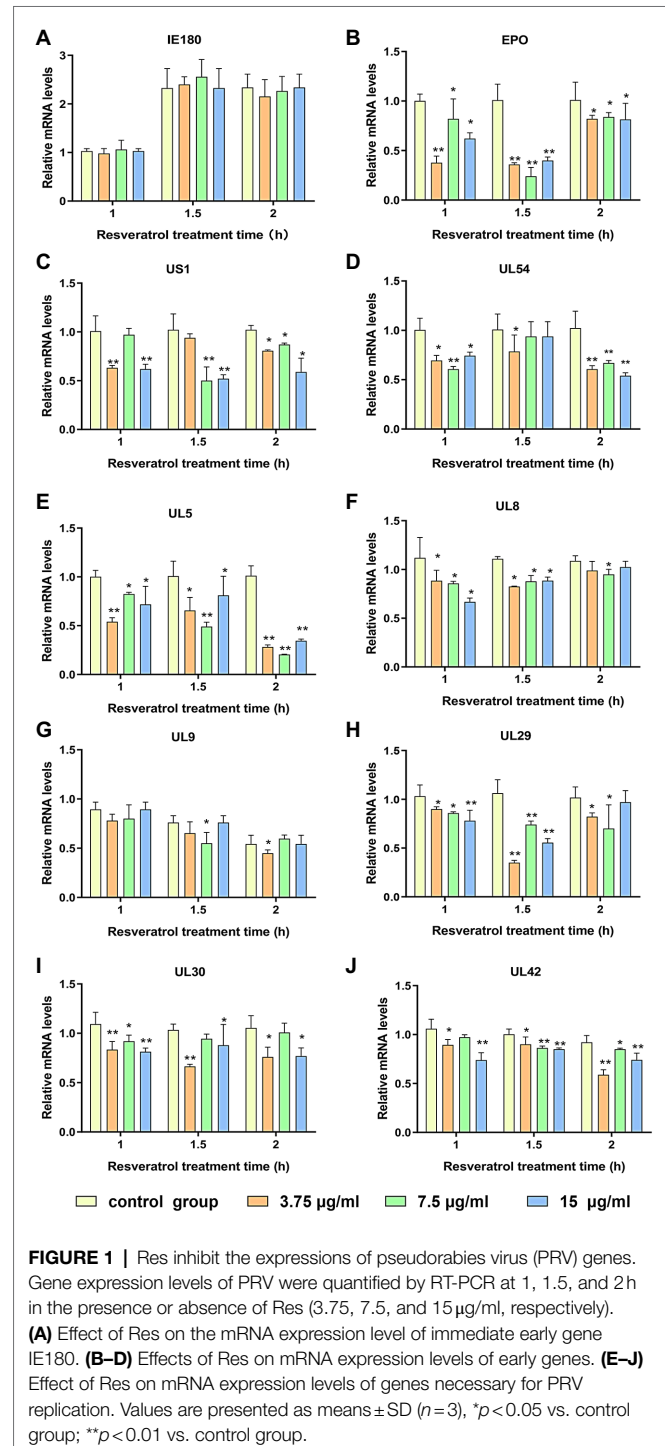 A
IE180
Relative mRNA levels
3
2
1
0
1
1.5
2
Resveratrol treatment time (h)
B
EPO
Relative mRNA levels
1.5
1.0
0.5
0.0
**
*
*
**
**
**
*
*
*
1
1.5
2
Resveratrol treatment time (h)
C
US1
Relative mRNA levels
1.5
1.0
0.5
0.0
**
**
**
**
*
*
*
1
1.5
2
Resveratrol treatment time (h)
D
UL54
Relative mRNA levels
1.5
1.0
0.5
0.0
*
**
*
*
**
**
**
1
1.5
2
Resveratrol treatment time (h)
E
UL5
Relative mRNA levels
1.5
1.0
0.5
0.0
**
*
*
*
**
*
**
**
**
1
1.5
2
Resveratrol treatment time (h)
F
UL8
Relative mRNA levels
1.5
1.0
0.5
0.0
*
*
*
*
*
*
*
1
1.5
2
Resveratrol treatment time (h)
G
UL9
Relative mRNA levels
1.5
1.0
0.5
0.0
*
*
1
1.5
2
Resveratrol treatment time (h)
H
UL29
Relative mRNA levels
1.5
1.0
0.5
0.0
*
*
**
**
**
**
*
*
1
1.5
2
Resveratrol treatment time (h)
I
UL30
Relative mRNA levels
1.5
1.0
0.5
0.0
**
*
**
**
*
*
*
1
1.5
2
Resveratrol treatment time (h)
J
UL42
Relative mRNA levels
1.5
1.0
0.5
0.0
*
**
*
**
**
**
*
**
1
1.5
2
Resveratrol treatment time (h)
control group 3.75 μg/ml 7.5 μg/ml 15 μg/ml
FIGURE 1 | Res inhibit the expressions of pseudorabies virus (PRV) genes.
Gene expression levels of PRV were quantified by RT-PCR at 1, 1.5, and 2 h
in the presence or absence of Res (3.75, 7.5, and 15 μg/ml, respectively).
(A) Effect of Res on the mRNA expression level of immediate early gene
IE180. (B–D) Effects of Res on mRNA expression levels of early genes. (E–J)
Effect of Res on mRNA expression levels of genes necessary for PRV
replication. Values are presented as means ± SD (n = 3), *p < 0.05 vs. control
group; **p < 0.01 vs. control group.